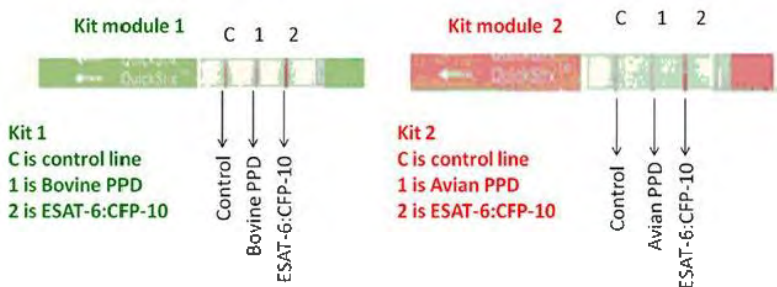 Kit module 1
C 1 2
QuickStix
Kit 1
C is control line
1 is Bovine PPD
2 is ESAT-6:CFP-10
Control
Bovine PPD
ESAT-6:CFP-10
Kit module 2
C 1 2
QuickStix
Kit 2
C is control line
1 is Avian PPD
2 is ESAT-6:CFP-10
Control
Avian PPD
ESAT-6:CFP-10